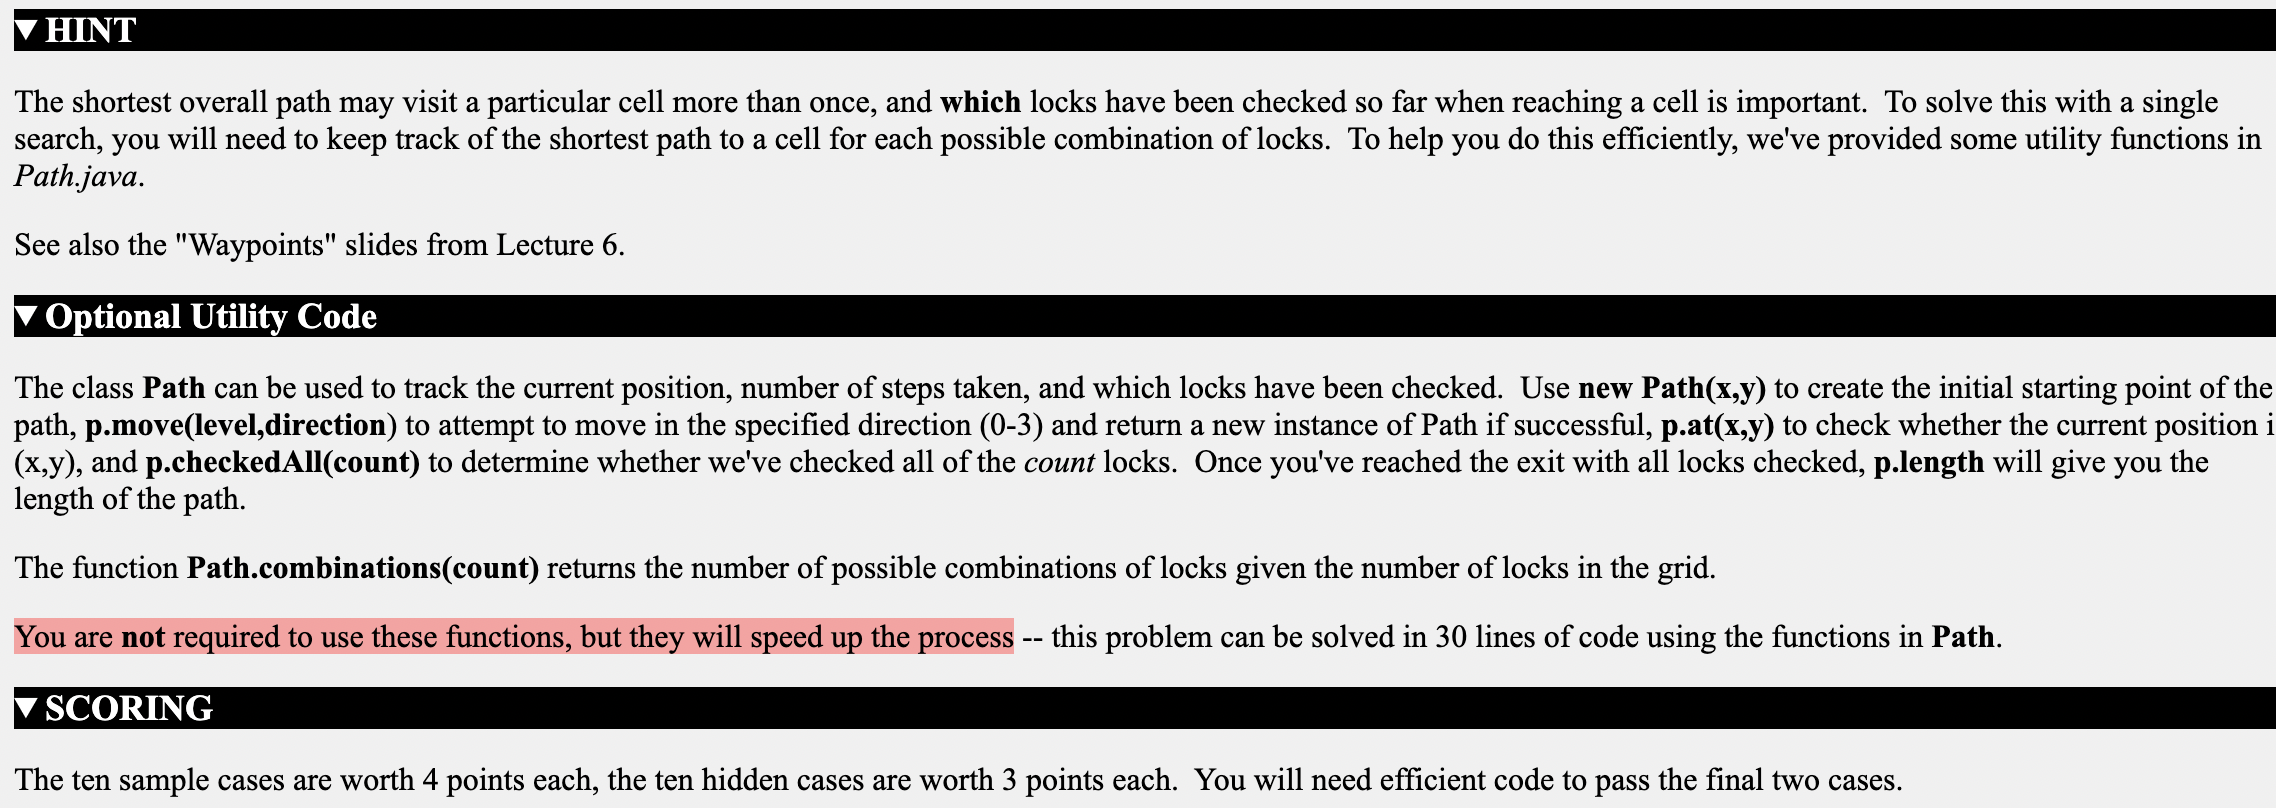 ▼ HINT
The shortest overall path may visit a particular cell more than once, and which locks have been checked so far when reaching a cell is important.  To solve this with a single
search, you will need to keep track of the shortest path to a cell for each possible combination of locks.  To help you do this efficiently, we've provided some utility functions in
Path.java.
See also the "Waypoints" slides from Lecture 6.
▼ Optional Utility Code
The class Path can be used to track the current position, number of steps taken, and which locks have been checked.  Use new Path(x,y) to create the initial starting point of the
path, p.move(level,direction) to attempt to move in the specified direction (0-3) and return a new instance of Path if successful, p.at(x,y) to check whether the current position i
(x,y), and p.checkedAll(count) to determine whether we've checked all of the count locks.  Once you've reached the exit with all locks checked, p.length will give you the
length of the path.
The function Path.combinations(count) returns the number of possible combinations of locks given the number of locks in the grid.
You are not required to use these functions, but they will speed up the process -- this problem can be solved in 30 lines of code using the functions in Path.
▼ SCORING
The ten sample cases are worth 4 points each, the ten hidden cases are worth 3 points each.  You will need efficient code to pass the final two cases.